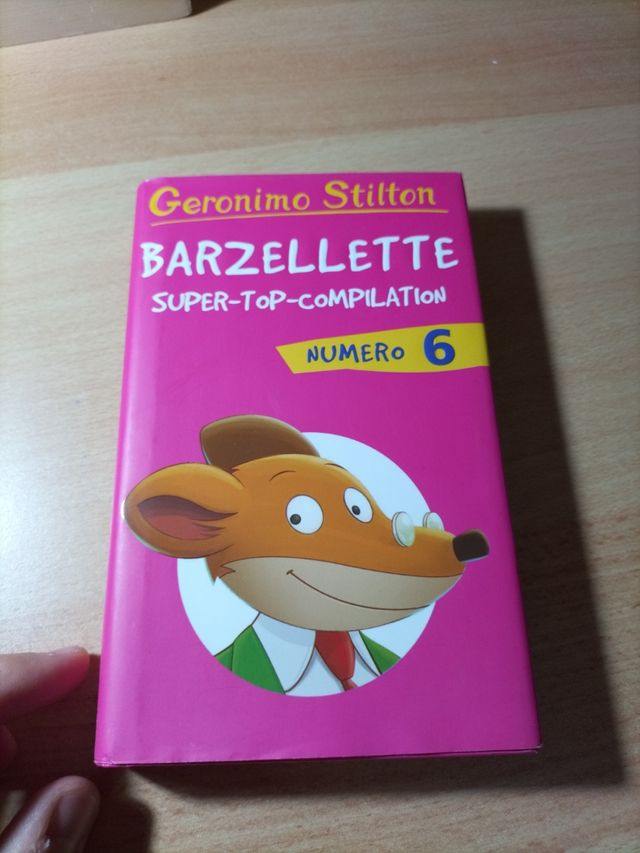 Geronimo Stilton
BARZELLETTE
SUPER-TOP-COMPILATION
NUMERO 6